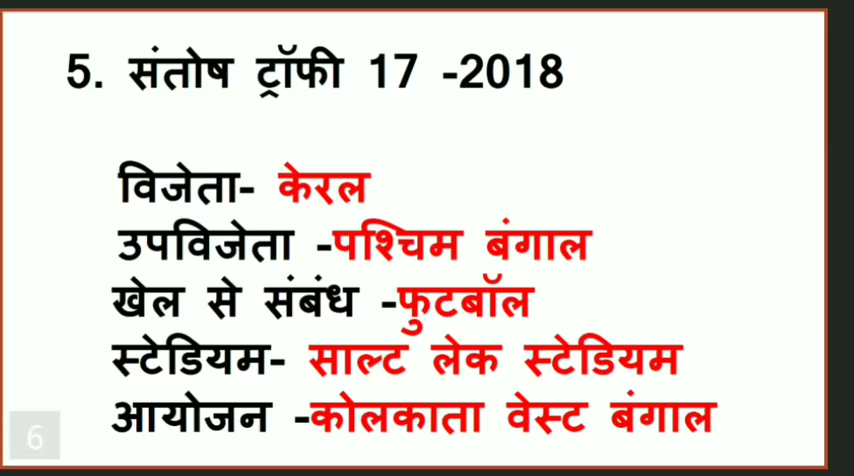 5. संतोष ट्रॉफी 17 -2018
विजेता- केरल
उपविजेता -पश्चिम बंगाल
खेल से संबंध -फुटबॉल
स्टेडियम- साल्ट लेक स्टेडियम
आयोजन -कोलकाता वेस्ट बंगाल
6